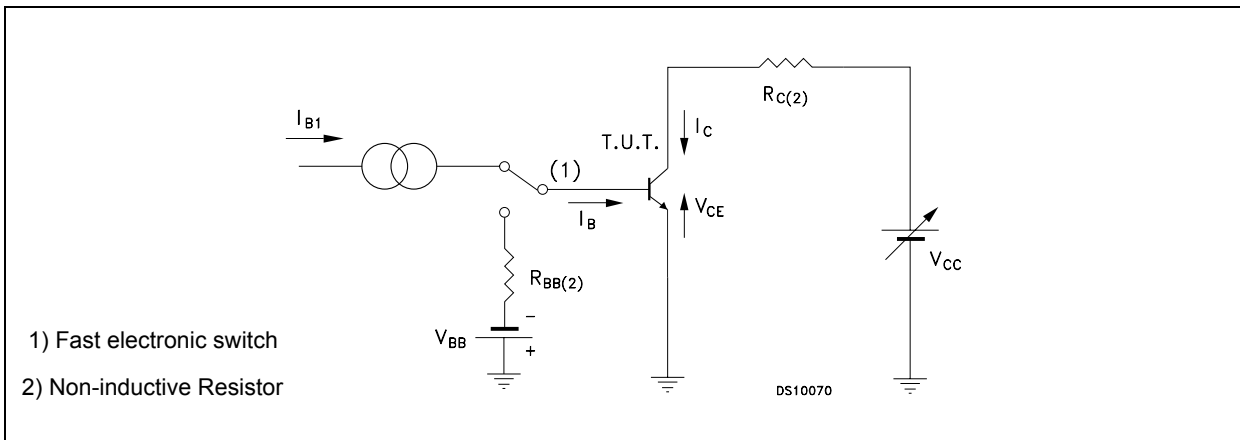 I_B1
T.U.T.
R_C(2)
I_C
(1)
I_B
V_CE
R_BB(2)
V_CC
V_BB
-
+
1) Fast electronic switch
2) Non-inductive Resistor
DS10070